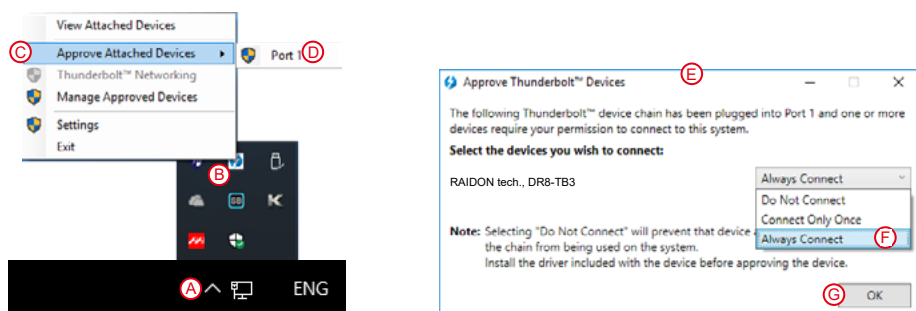 View Attached Devices
C Approve Attached Devices Port 1 D
Thunderbolt™ Networking
Manage Approved Devices
Settings
Exit
B
SB K
A ENG
Approve Thunderbolt™ Devices E
The following Thunderbolt™ device chain has been plugged into Port 1 and one or more
devices require your permission to connect to this system.
Select the devices you wish to connect:
RAIDON tech., DR8-TB3 Always Connect
Do Not Connect
Connect Only Once
Always Connect F
Note: Selecting "Do Not Connect" will prevent that device
the chain from being used on the system.
Install the driver included with the device before approving the device.
G OK